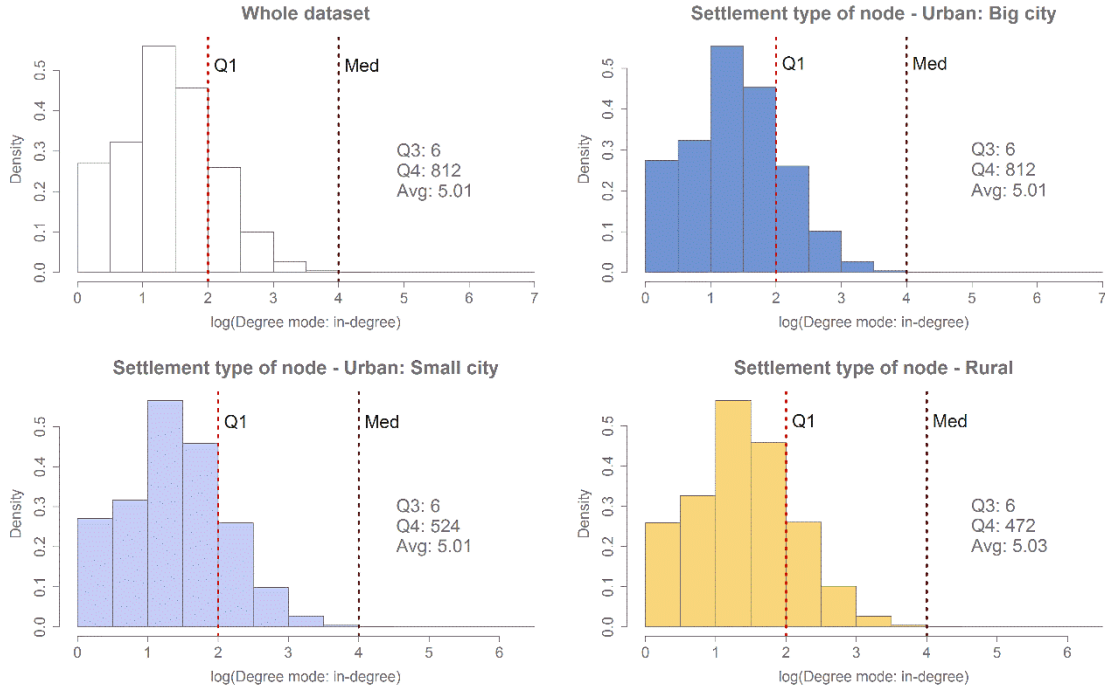 Whole dataset
Q1
Med
Q3: 6
Q4: 812
Avg: 5.01
Density
0.0
0.1
0.2
0.3
0.4
0.5
0 1 2 3 4 5 6 7
log(Degree mode: in-degree)
Settlement type of node - Urban: Big city
Q1
Med
Q3: 6
Q4: 812
Avg: 5.01
Density
0.0
0.1
0.2
0.3
0.4
0.5
0 1 2 3 4 5 6 7
log(Degree mode: in-degree)
Settlement type of node - Urban: Small city
Q1
Med
Q3: 6
Q4: 524
Avg: 5.01
Density
0.0
0.1
0.2
0.3
0.4
0.5
0 1 2 3 4 5 6
log(Degree mode: in-degree)
Settlement type of node - Rural
Q1
Med
Q3: 6
Q4: 472
Avg: 5.03
Density
0.0
0.1
0.2
0.3
0.4
0.5
0 1 2 3 4 5 6
log(Degree mode: in-degree)